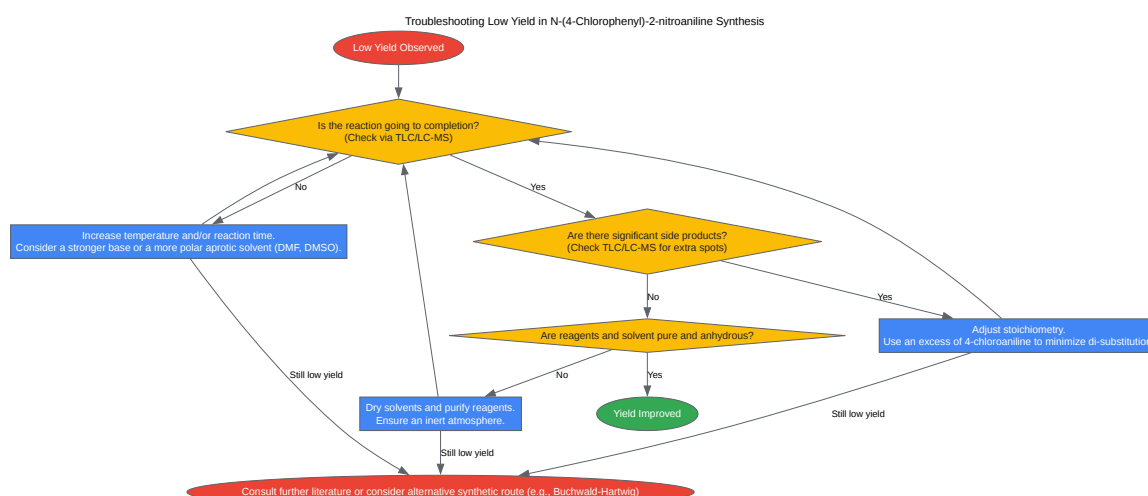 Troubleshooting Low Yield in N-(4-Chlorophenyl)-2-nitroaniline Synthesis
Low Yield Observed
Is the reaction going to completion?
(Check via TLC/LC-MS)
No
Yes
Increase temperature and/or reaction time.
Consider a stronger base or a more polar aprotic solvent (DMF, DMSO).
Are there significant side products?
(Check TLC/LC-MS for extra spots)
No
Yes
Are reagents and solvent pure and anhydrous?
Adjust stoichiometry.
Use an excess of 4-chloroaniline to minimize di-substitution
No
Yes
Still low yield
Dry solvents and purify reagents.
Ensure an inert atmosphere.
Yield Improved
Still low yield
Still low yield
Consult further literature or consider alternative synthetic route (e.g., Buchwald-Hartwig)